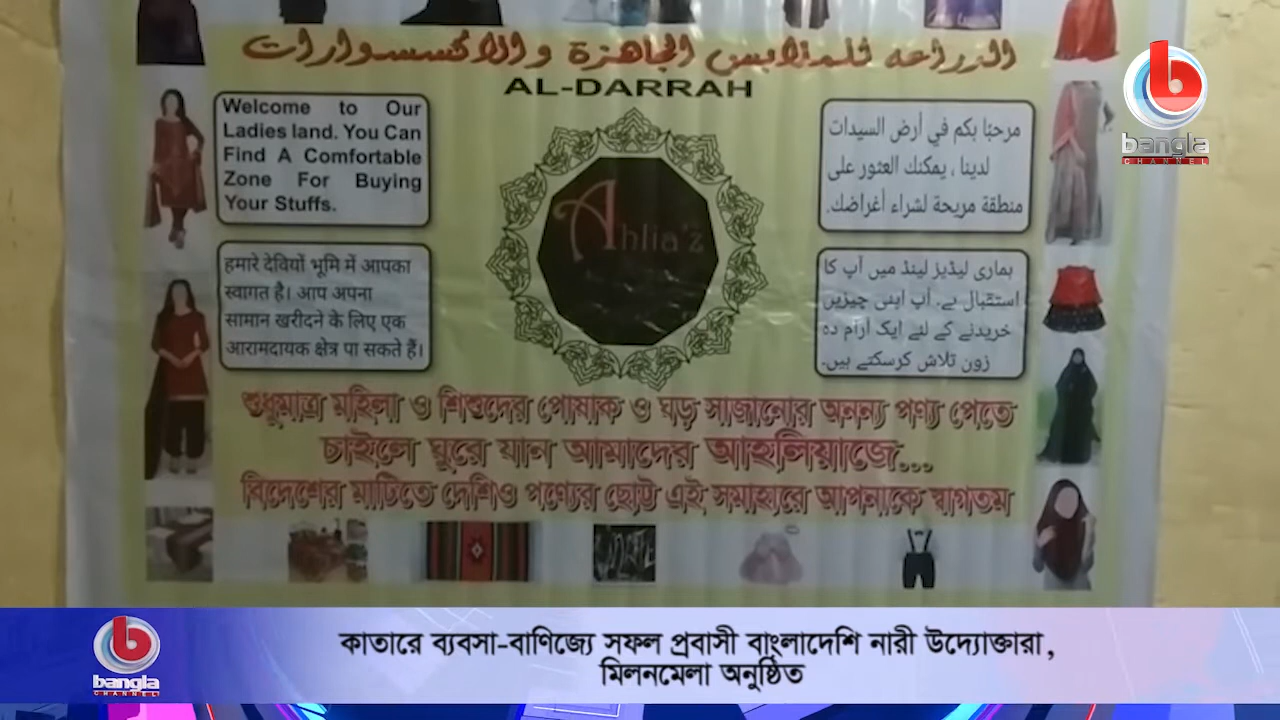 الدراعه للملابس الجاهزة والاكسسوارات
AL-DARRAH
Welcome to Our
Ladies land. You Can
Find A Comfortable
Zone For Buying
Your Stuffs.
مرحبًا بكم في أرض السيدات
لدينا ، يمكنك العثور على
منطقة مريحة لشراء أغراضك.
Ahlia'z
हमारे देवियों भूमि में आपका
स्वागत है। आप अपना
सामान खरीदने के लिए एक
आरामदायक क्षेत्र पा सकते हैं।
ہماری لیڈیز لینڈ میں آپ کا
استقبال ہے. آپ اپنی چیزیں
خریدنے کے لئے ایک آرام دہ
زون تلاش کرسکتے ہیں.
শুধুমাত্র মহিলা ও শিশুদের পোষাক ও ঘড় সাজানোর অনন্য পণ্য পেতে
চাইলে ঘুরে যান আমাদের আহলিয়াজে...
বিদেশের মাটিতে দেশিও পণ্যের ছোট্ট এই সমাহারে আপনাকে স্বাগতম
b
bangla
CHANNEL
b
bangla
CHANNEL
কাতারে ব্যবসা-বাণিজ্যে সফল প্রবাসী বাংলাদেশি নারী উদ্যোক্তারা,
মিলনমেলা অনুষ্ঠিত